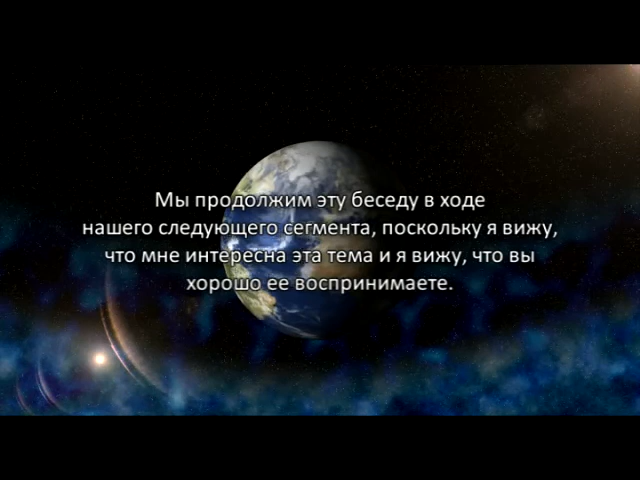 Мы продолжим эту беседу в ходе
нашего следующего сегмента, поскольку я вижу,
что мне интересна эта тема и я вижу, что вы
хорошо ее воспринимаете.